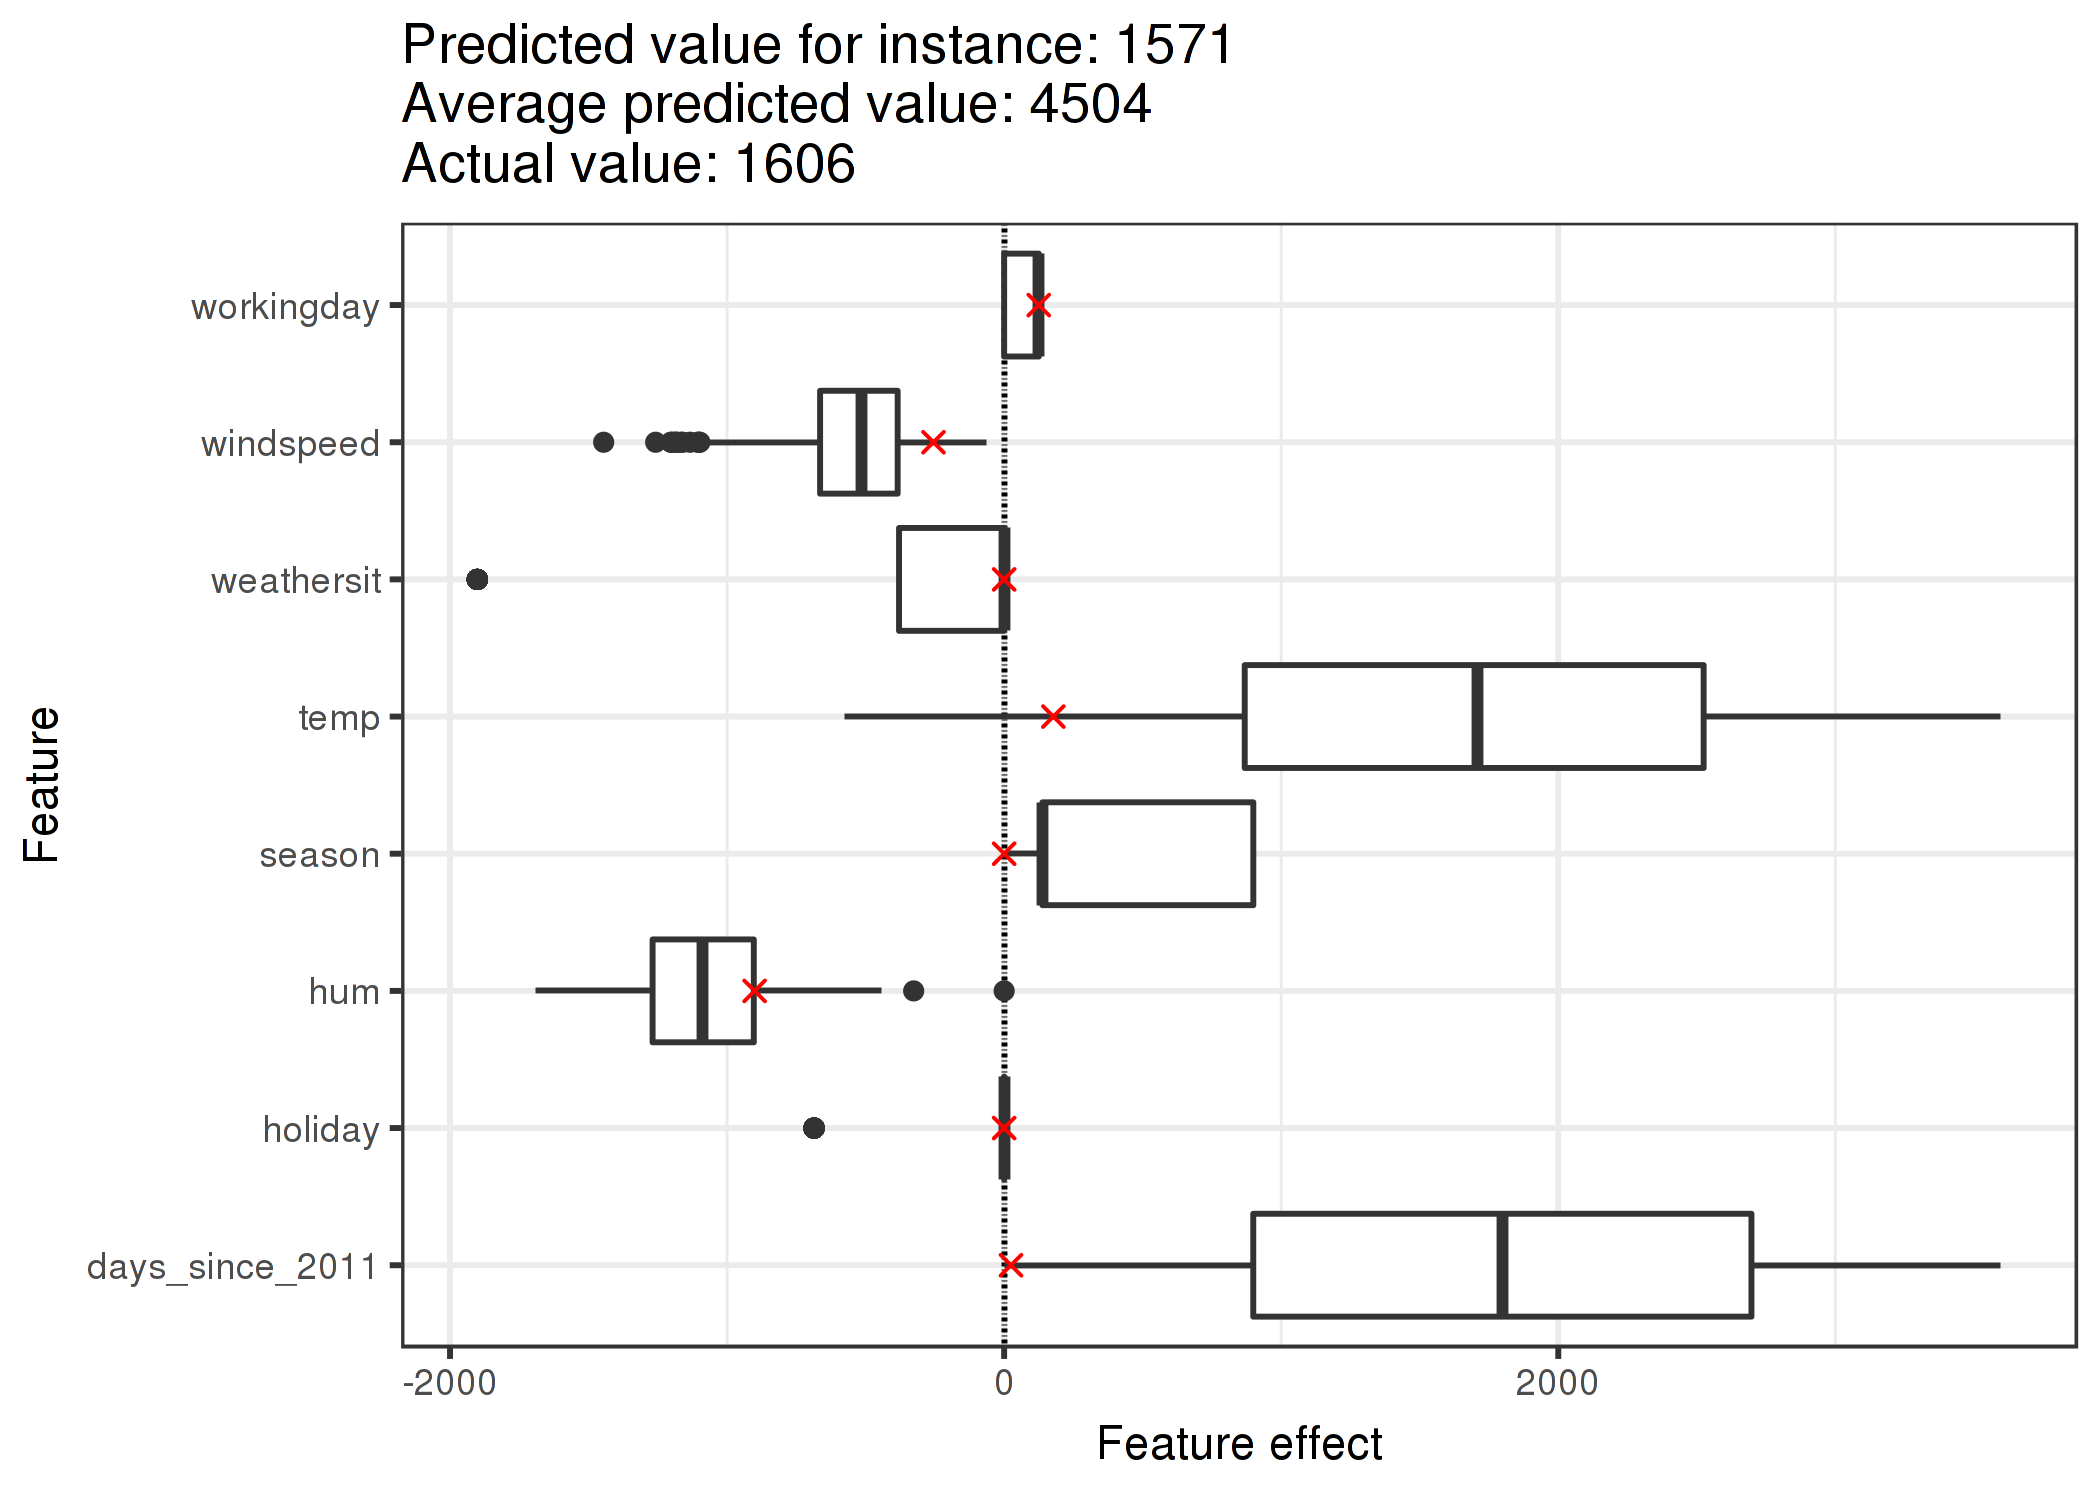 Predicted value for instance: 1571
Average predicted value: 4504
Actual value: 1606
workingday
windspeed
weathersit
temp
season
hum
holiday
days_since_2011
Feature
-2000
0
2000
Feature effect